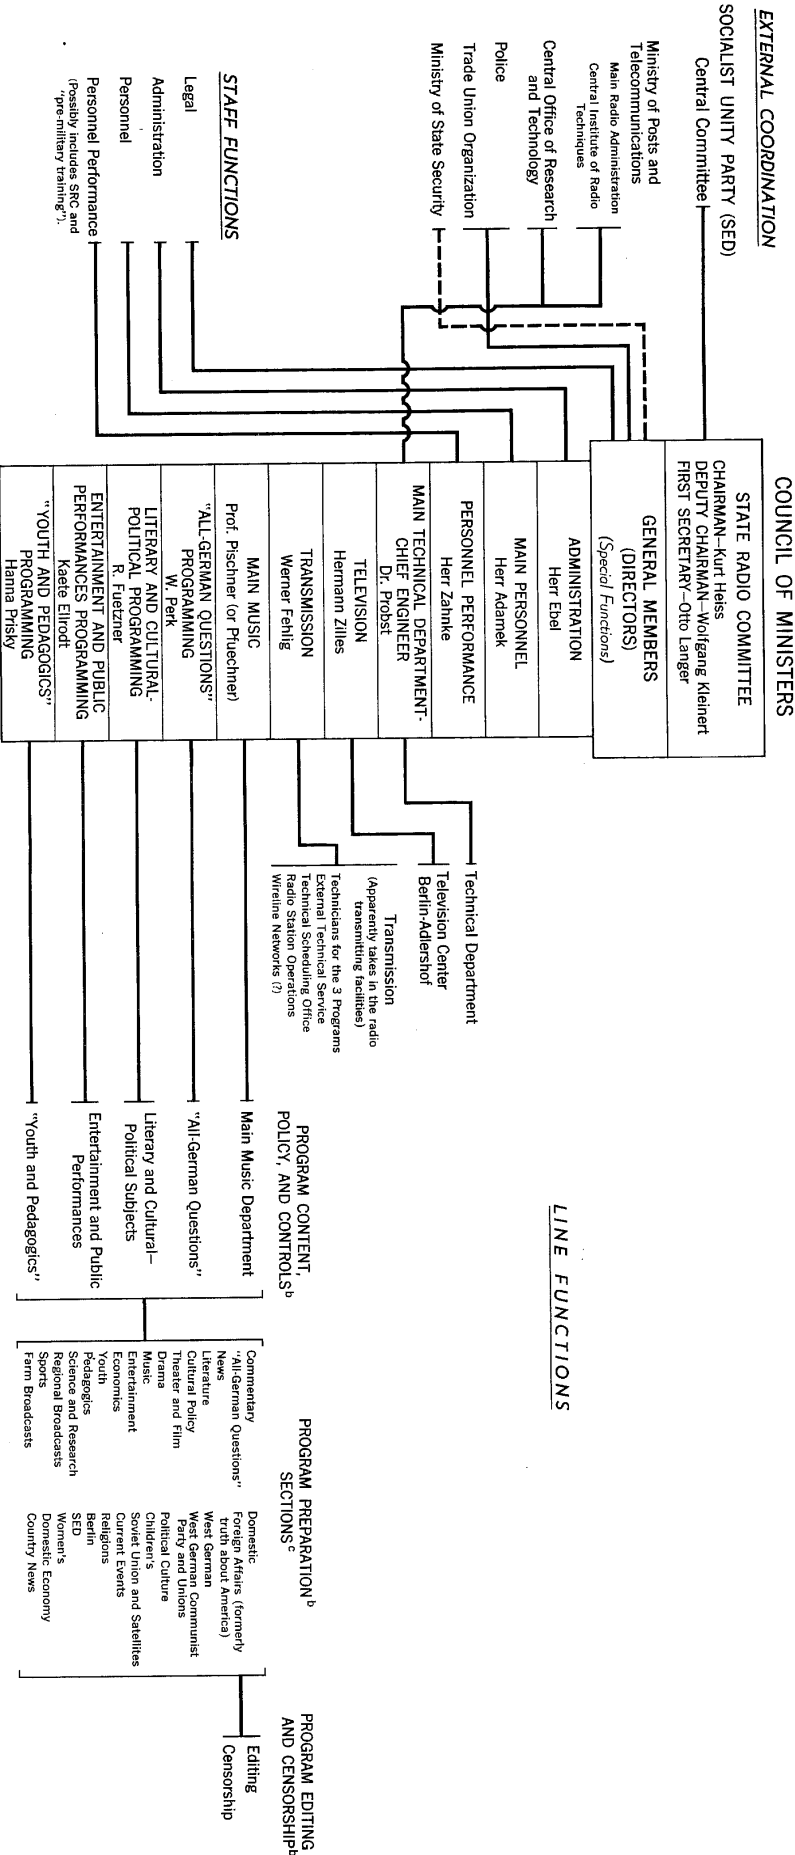 COUNCIL OF MINISTERS
EXTERNAL COORDINATION
SOCIALIST UNITY PARTY (SED)
Central Committee
Ministry of Posts and
Telecommunications
Main Radio Administration
Central Institute of Radio
Techniques
Central Office of Research
and Technology
Police
Trade Union Organization
Ministry of State Security
STAFF FUNCTIONS
Legal
Administration
Personnel
Personnel Performance
(Possibly includes SRC and
"pre-military training").
STATE RADIO COMMITTEE
CHAIRMAN—Kurt Heiss
DEPUTY CHAIRMAN—Wolfgang Kleinert
FIRST SECRETARY—Otto Langer
GENERAL MEMBERS
(DIRECTORS)
(Special Functions)
ADMINISTRATION
Herr Ebel
MAIN PERSONNEL
Herr Adamek
PERSONNEL PERFORMANCE
Herr Zahnke
MAIN TECHNICAL DEPARTMENT-
CHIEF ENGINEER
Dr. Probst
TELEVISION
Hermann Zilles
TRANSMISSION
Werner Fehlig
MAIN MUSIC
Prof. Pischner (or Pfuechner)
"ALL-GERMAN QUESTIONS"
PROGRAMMING
W. Perk
LITERARY AND CULTURAL-
POLITICAL PROGRAMMING
R. Fuetzner
ENTERTAINMENT AND PUBLIC
PERFORMANCES PROGRAMMING
Kaete Ellrodt
"YOUTH AND PEDAGOGICS"
PROGRAMMING
Hanna Prisky
LINE FUNCTIONS
Technical Department
Television Center
Berlin-Adlershof
Transmission
(Apparently takes in the radio
transmitting facilities)
Technicians for the 3 Programs
External Technical Service
Technical Scheduling Office
Radio Station Operations
Wireline Networks (?)
PROGRAM CONTENT,
POLICY, AND CONTROLSb
Main Music Department
"All-German Questions"
Literary and Cultural—
Political Subjects
Entertainment and Public
Performances
"Youth and Pedagogics"
PROGRAM PREPARATIONb
SECTIONSc
Commentary
"All-German Questions"
News
Literature
Cultural Policy
Theater and Film
Drama
Music
Entertainment
Economics
Youth
Pedagogics
Science and Research
Regional Broadcasts
Sports
Farm Broadcasts
Domestic
Foreign Affairs (formerly
truth about America)
West German
West German Communist
Party and Unions
Political Culture
Children's
Soviet Union and Satellites
Current Events
Religions
Berlin
SED
Women's
Domestic Economy
Country News
PROGRAM EDITING
AND CENSORSHIPb
Editing
Censorship